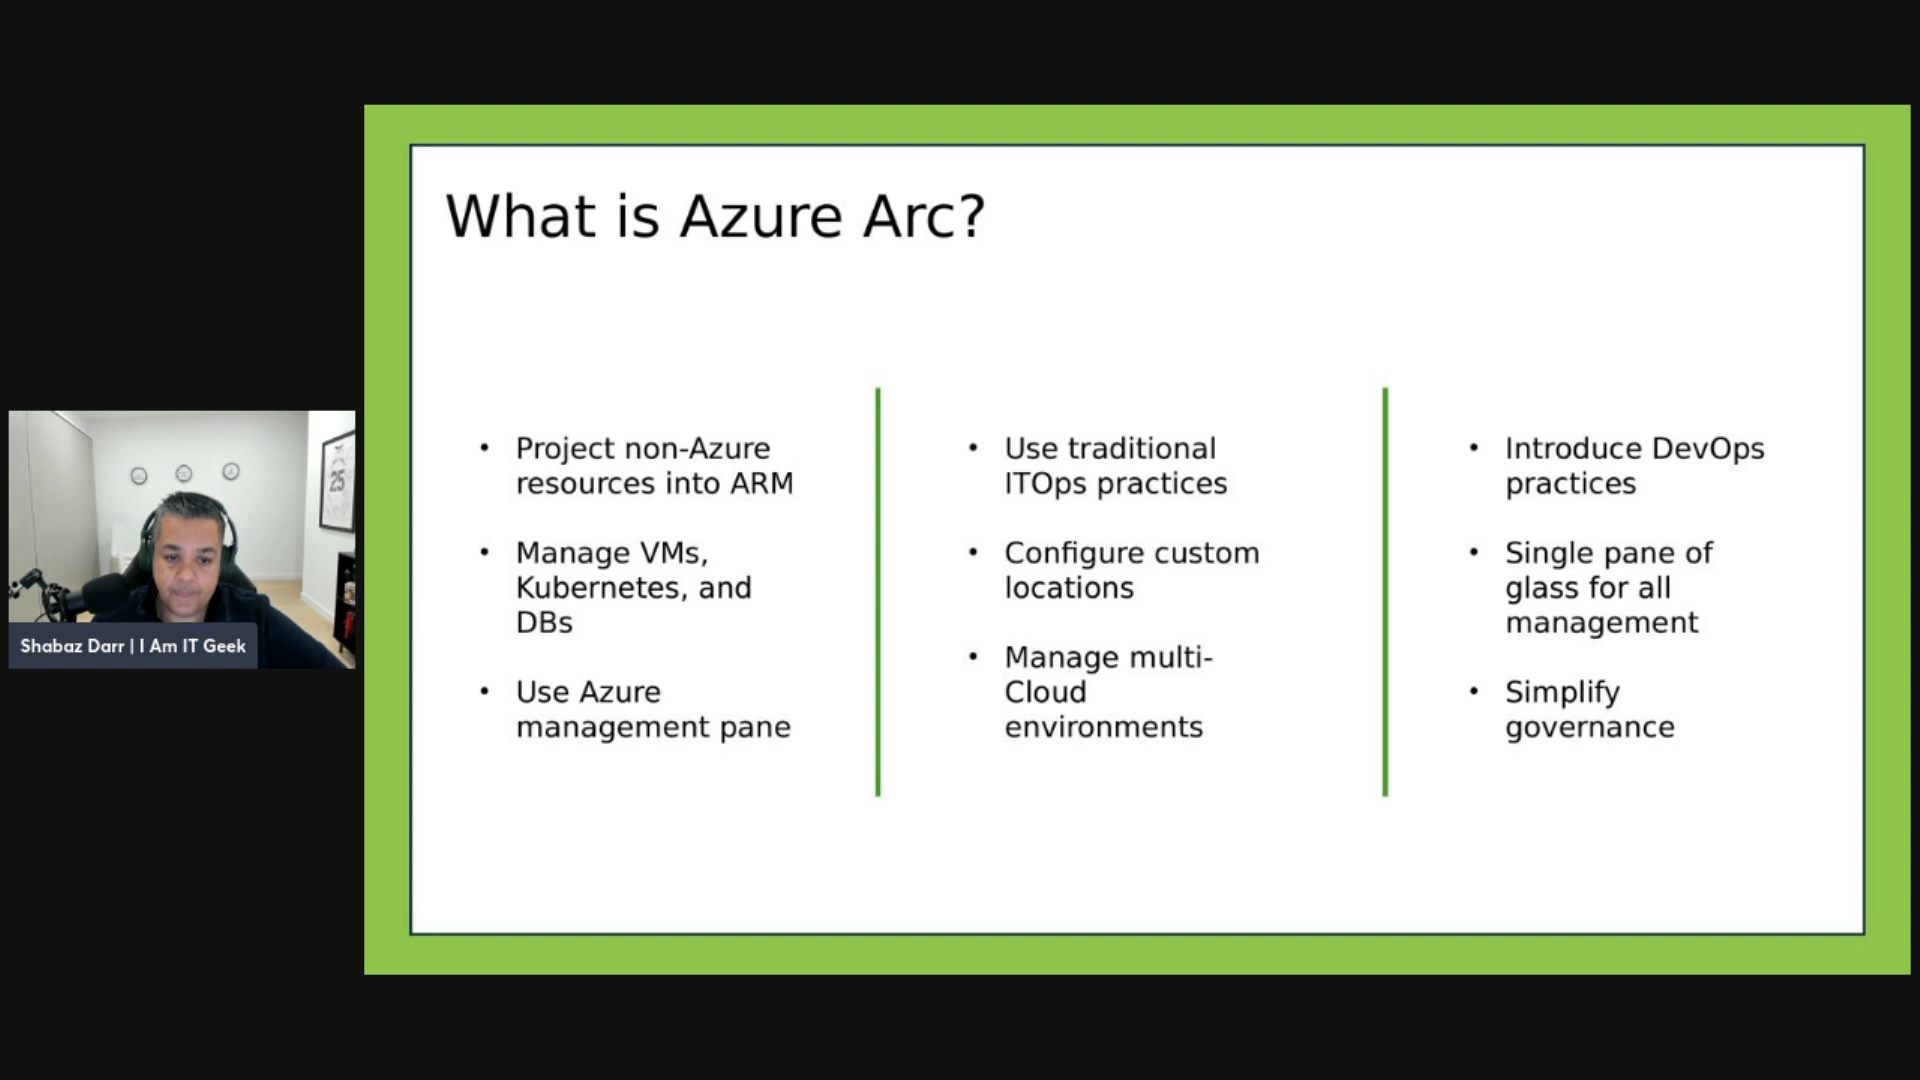 What is Azure Arc?
• Project non-Azure
resources into ARM
• Manage VMs,
Kubernetes, and
DBs
• Use Azure
management pane
• Use traditional
ITOps practices
• Configure custom
locations
• Manage multi-
Cloud
environments
• Introduce DevOps
practices
• Single pane of
glass for all
management
• Simplify
governance
25
Shabaz Darr | I Am IT Geek